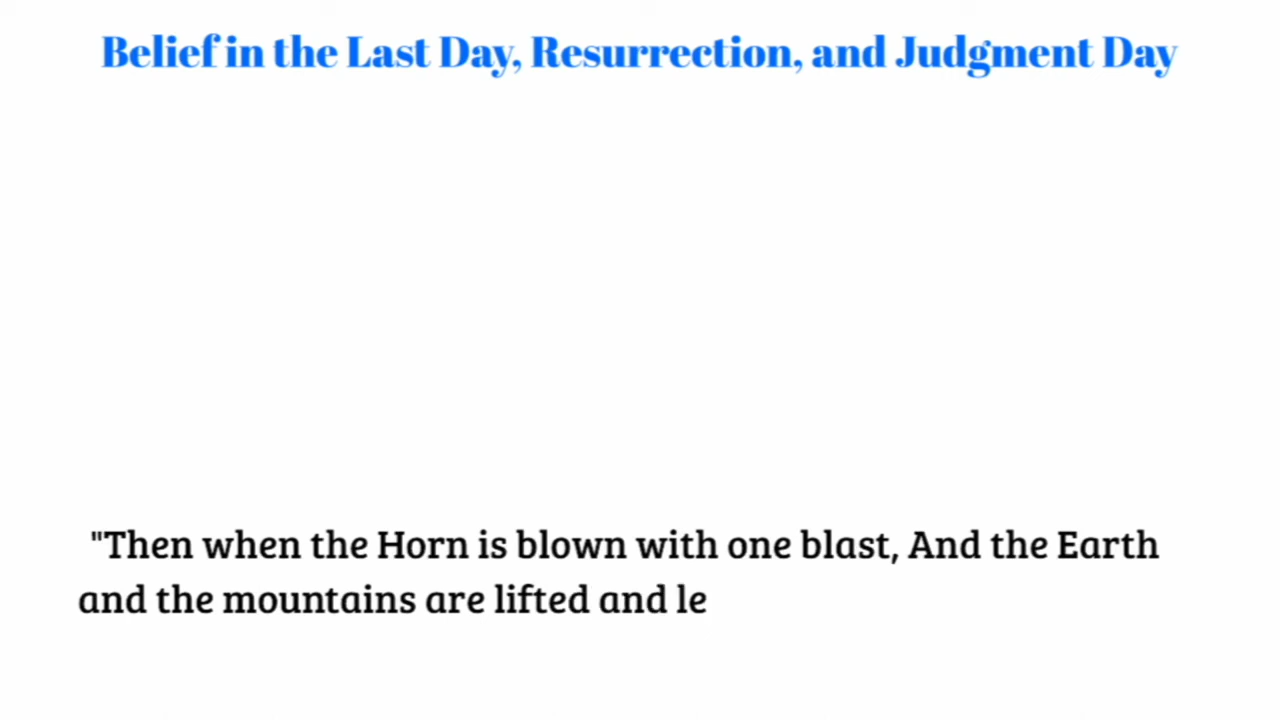 Belief in the Last Day, Resurrection, and Judgment Day
"Then when the Horn is blown with one blast, And the Earth
and the mountains are lifted and le